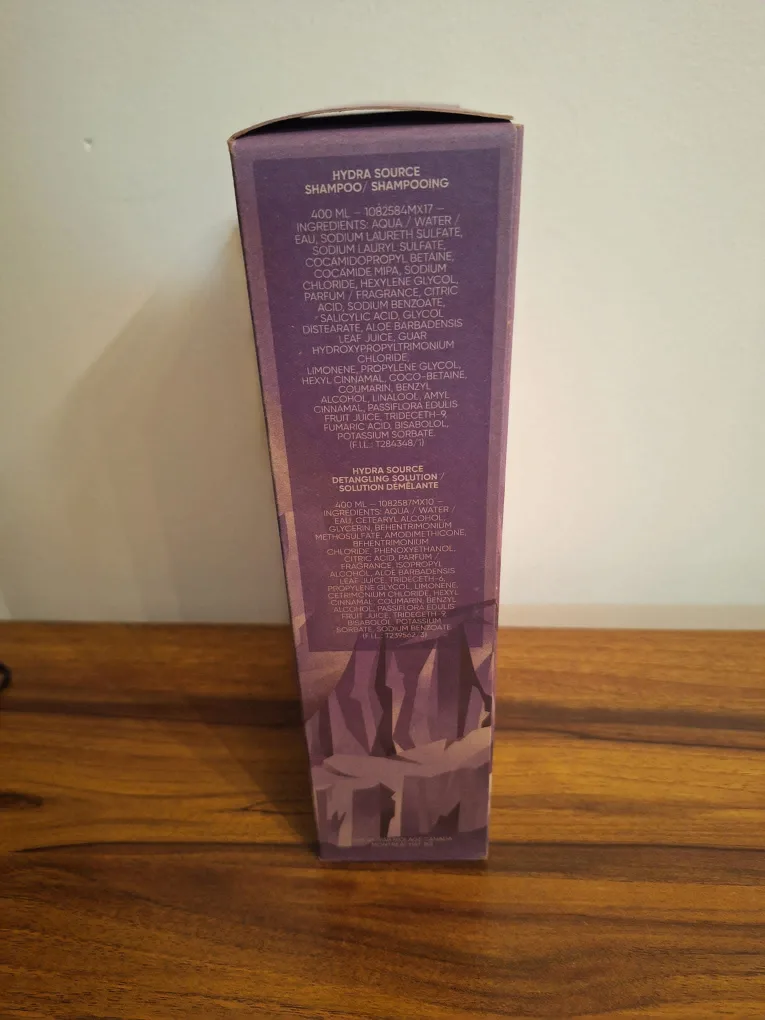 HYDRA SOURCE
SHAMPOO/ SHAMPOOING
400 ML – 1082584MX17 –
INGREDIENTS: AQUA / WATER /
EAU, SODIUM LAURETH SULFATE,
SODIUM LAURYL SULFATE,
COCAMIDOPROPYL BETAINE,
COCAMIDE MIPA, SODIUM
CHLORIDE, HEXYLENE GLYCOL,
PARFUM / FRAGRANCE, CITRIC
ACID, SODIUM BENZOATE,
SALICYLIC ACID, GLYCOL
DISTEARATE, ALOE BARBADENSIS
LEAF JUICE, GUAR
HYDROXYPROPYLTRIMONIUM
CHLORIDE,
LIMONENE, PROPYLENE GLYCOL,
HEXYL CINNAMAL, COCO-BETAINE,
COUMARIN, BENZYL
ALCOHOL, LINALOOL, AMYL
CINNAMAL, PASSIFLORA EDULIS
FRUIT JUICE, TRIDECETH-9,
FUMARIC ACID, BISABOLOL,
POTASSIUM SORBATE.
(F.I.L.: T284348/1)
HYDRA SOURCE
DETANGLING SOLUTION /
SOLUTION DÉMÊLANTE
400 ML – 1082587MX10 –
INGREDIENTS: AQUA / WATER /
EAU, CETEARYL ALCOHOL,
GLYCERIN, BEHENTRIMONIUM
METHOSULFATE, AMODIMETHICONE,
BEHENTRIMONIUM
CHLORIDE, PHENOXYETHANOL,
CITRIC ACID, PARFUM /
FRAGRANCE, ISOPROPYL
ALCOHOL, ALOE BARBADENSIS
LEAF JUICE, TRIDECETH-6,
PROPYLENE GLYCOL, LIMONENE,
CETRIMONIUM CHLORIDE, HEXYL
CINNAMAL, COUMARIN, BENZYL
ALCOHOL, PASSIFLORA EDULIS
FRUIT JUICE, TRIDECETH-9,
BISABOLOL, POTASSIUM
SORBATE, SODIUM BENZOATE
(F.I.L.: T239562/3)
CANADA